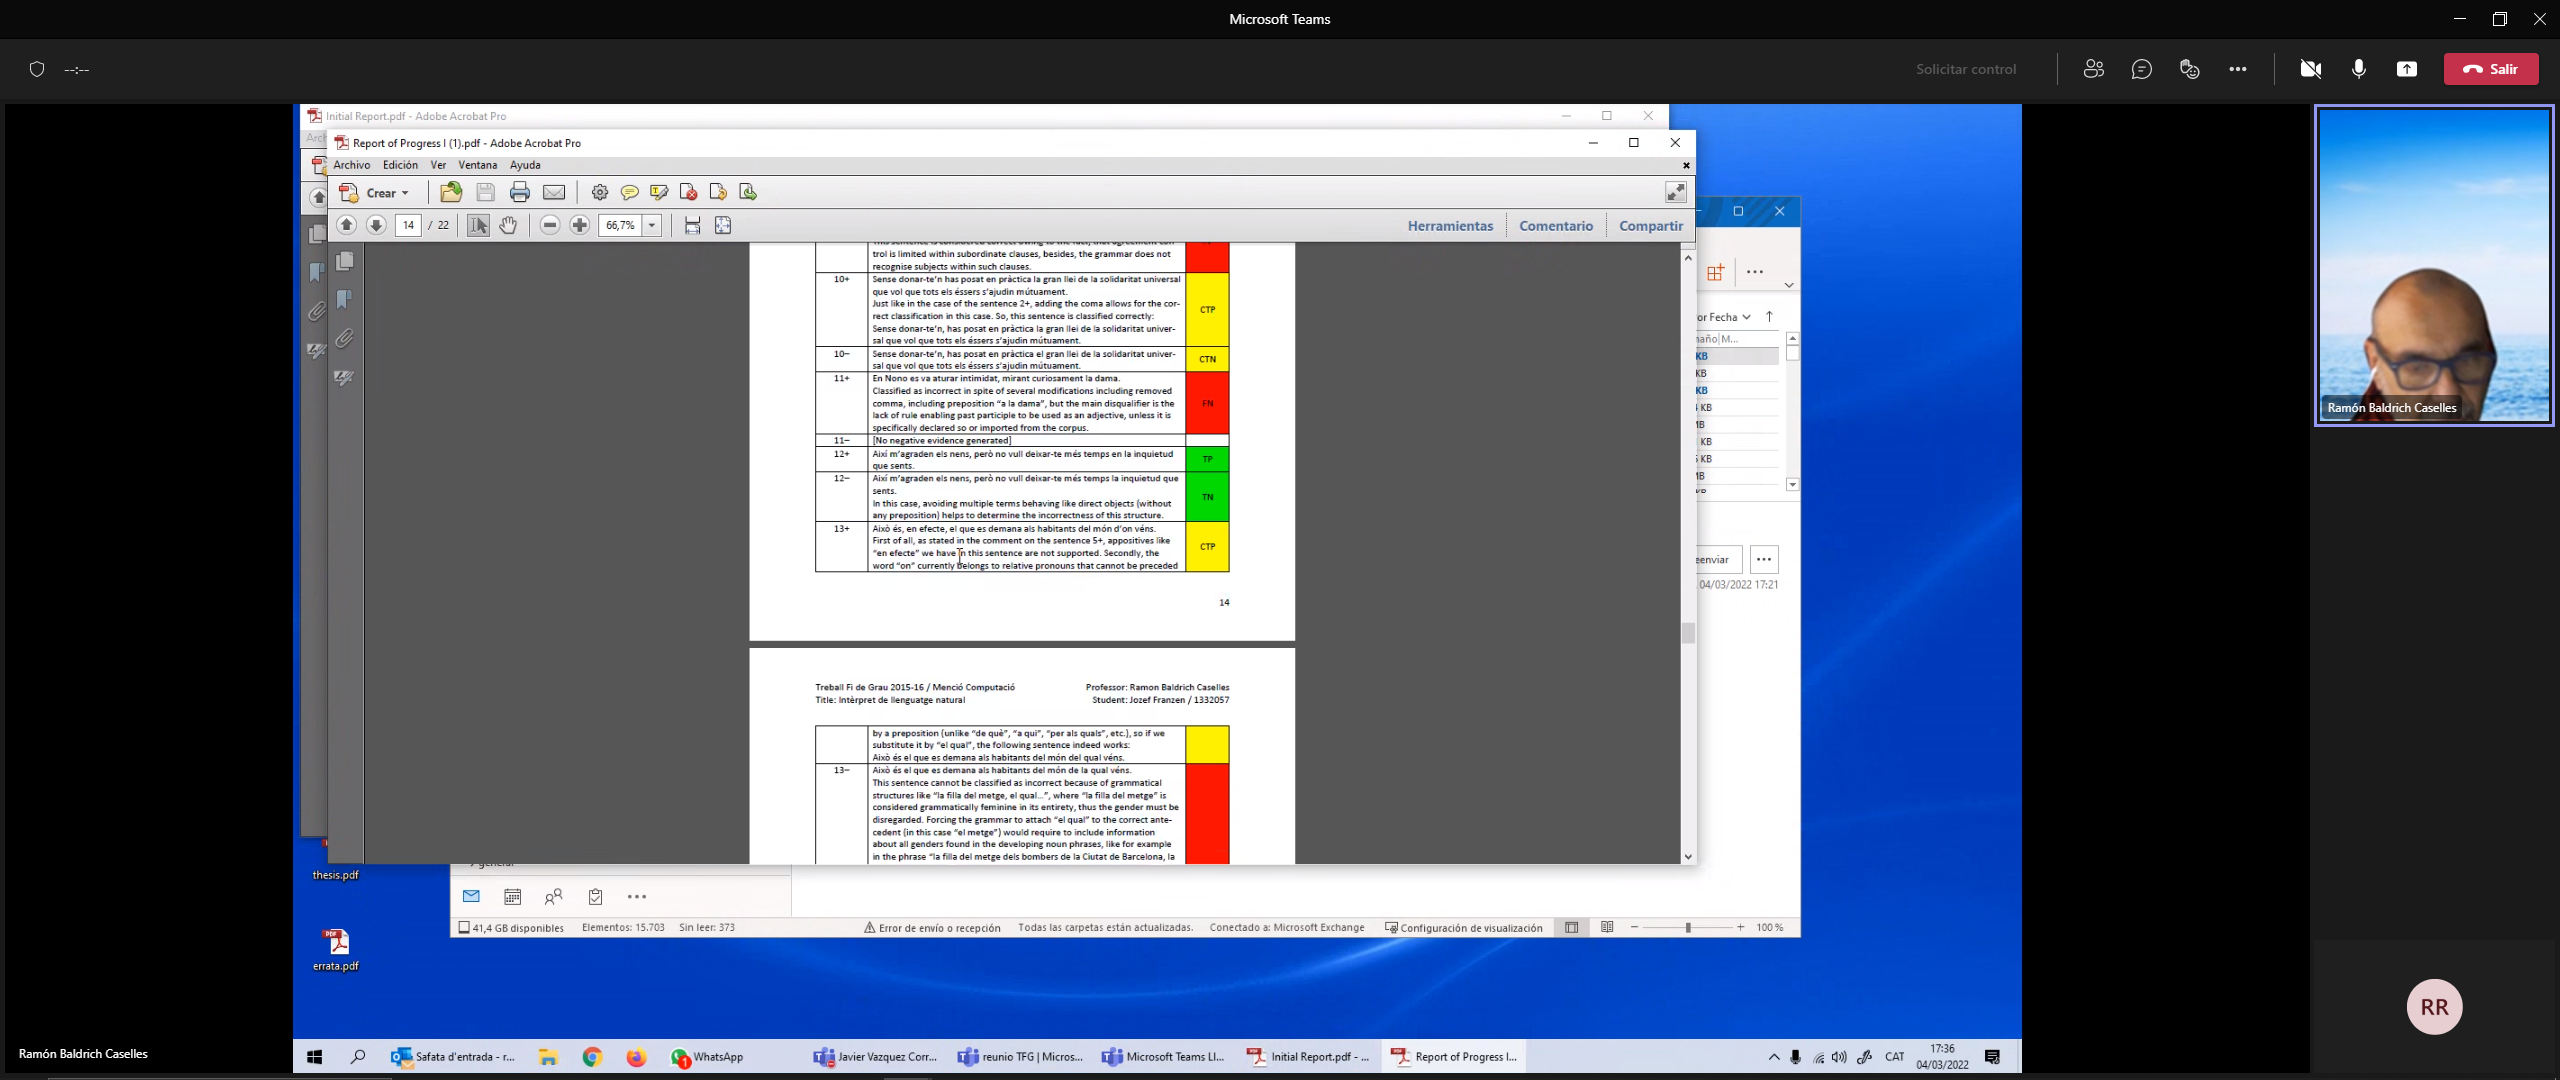 Microsoft Teams
--:--
Solicitar control
Salir
Initial Report.pdf - Adobe Acrobat Pro
Report of Progress I (1).pdf - Adobe Acrobat Pro
Archivo Edición Ver Ventana Ayuda
Crear
14 / 22
66,7%
Herramientas Comentario Compartir
trol is limited within subordinate clauses, besides, the grammar does not
recognise subjects within such clauses.
10+ Sense donar-te'n has posat en pràctica la gran llei de la solidaritat universal
que vol que tots els éssers s'ajudin mútuament.
Just like in the case of the sentence 2+, adding the coma allows for the cor-
rect classification in this case. So, this sentence is classified correctly:
CTP
Sense donar-te'n, has posat en pràctica la gran llei de la solidaritat univer-
sal que vol que tots els éssers s'ajudin mútuament.
10– Sense donar-te'n, has posat en pràctica el gran llei de la solidaritat univer-
sal que vol que tots els éssers s'ajudin mútuament.
CTN
11+ En Nono es va aturar intimidat, mirant curiosament la dama.
Classified as incorrect in spite of several modifications including removed
comma, including preposition "a la dama", but the main disqualifier is the
lack of rule enabling past participle to be used as an adjective, unless it is
specifically declared so or imported from the corpus.
FN
11– [No negative evidence generated]
12+ Així m'agraden els nens, però no vull deixar-te més temps en la inquietud
que sents.
TP
12– Així m'agraden els nens, però no vull deixar-te més temps la inquietud que
sents.
In this case, avoiding multiple terms behaving like direct objects (without
any preposition) helps to determine the incorrectness of this structure.
TN
13+ Això és, en efecte, el que es demana als habitants del món d'on véns.
First of all, as stated in the comment on the sentence 5+, appositives like
"en efecte" we have in this sentence are not supported. Secondly, the
word "on" currently belongs to relative pronouns that cannot be preceded
CTP
14
Treball Fi de Grau 2015-16 / Menció Computació Professor: Ramon Baldrich Caselles
Title: Intèrpret de llenguatge natural Student: Jozef Franzen / 1332057
by a preposition (unlike "de què", "a qui", "per als quals", etc.), so if we
substitute it by "el qual", the following sentence indeed works:
Això és el que es demana als habitants del món del qual véns.
13– Això és el que es demana als habitants del món de la qual véns.
This sentence cannot be classified as incorrect because of grammatical
structures like "la filla del metge, el qual...", where "la filla del metge" is
considered grammatically feminine in its entirety, thus the gender must be
disregarded. Forcing the grammar to attach "el qual" to the correct ante-
cedent (in this case "el metge") would require to include information
about all genders found in the developing noun phrases, like for example
in the phrase "la filla del metge dels bombers de la Ciutat de Barcelona, la
or Fecha
KB
KB
KB
KB
MB
KB
KB
MB
eenviar
04/03/2022 17:21
41,4 GB disponibles Elementos: 15.703 Sin leer: 373 Error de envío o recepción Todas las carpetas están actualizadas. Conectado a: Microsoft Exchange Configuración de visualización 100 %
thesis.pdf
errata.pdf
Ramón Baldrich Caselles
RR
Ramón Baldrich Caselles
Safata d'entrada - r... WhatsApp Javier Vazquez Corr... reunio TFG | Micros... Microsoft Teams Ll... Initial Report.pdf - ... Report of Progress I...
CAT
17:36
04/03/2022